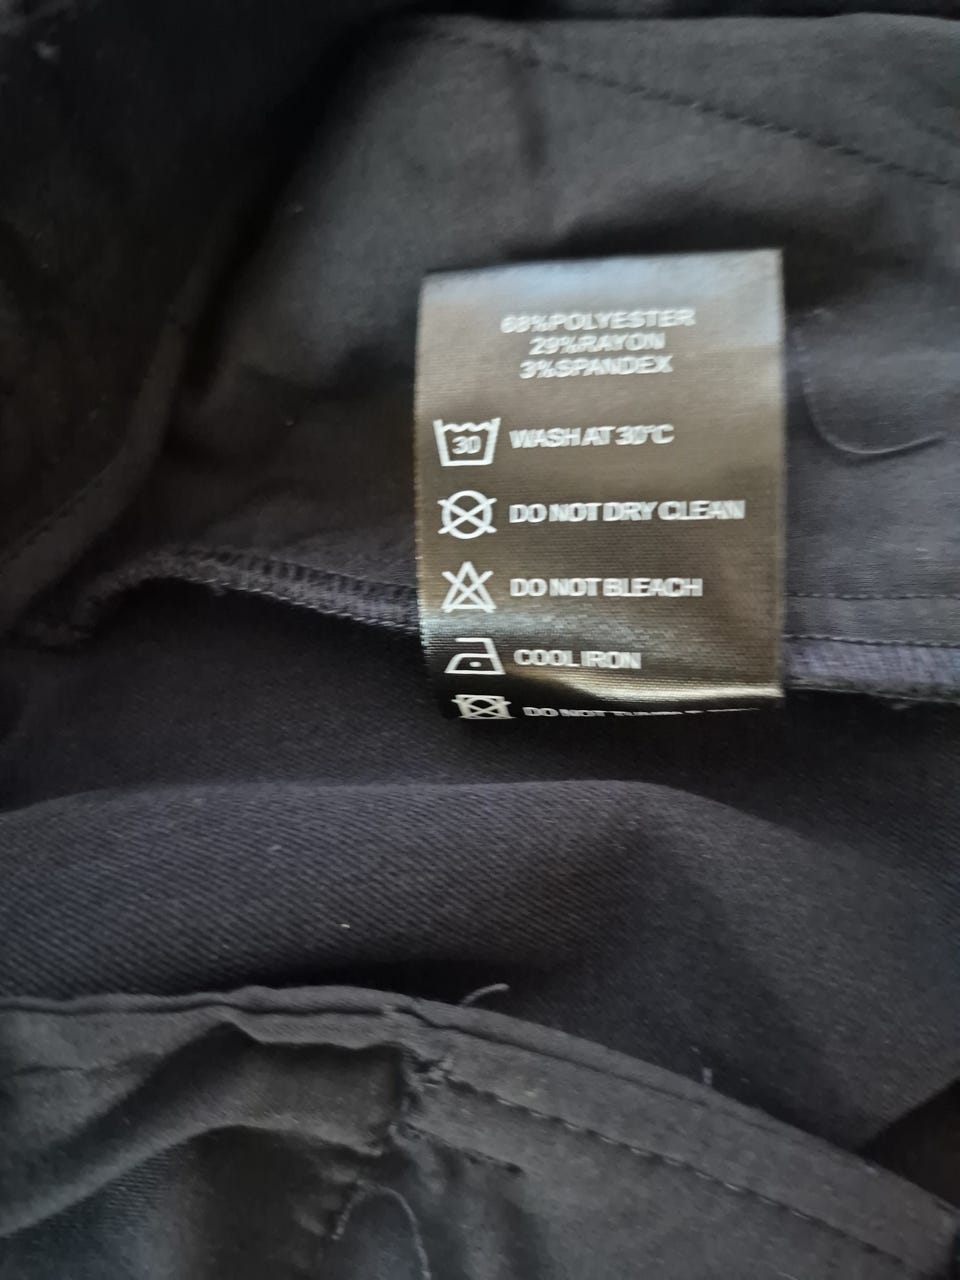 68%POLYESTER
29%RAYON
3%SPANDEX
30 WASH AT 30°C
DO NOT DRY CLEAN
DO NOT BLEACH
COOL IRON
DO NOT